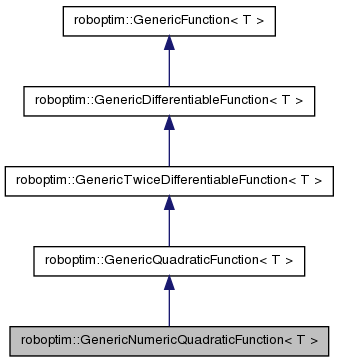 roboptim::GenericFunction< T >
roboptim::GenericDifferentiableFunction< T >
roboptim::GenericTwiceDifferentiableFunction< T >
roboptim::GenericQuadraticFunction< T >
roboptim::GenericNumericQuadraticFunction< T >